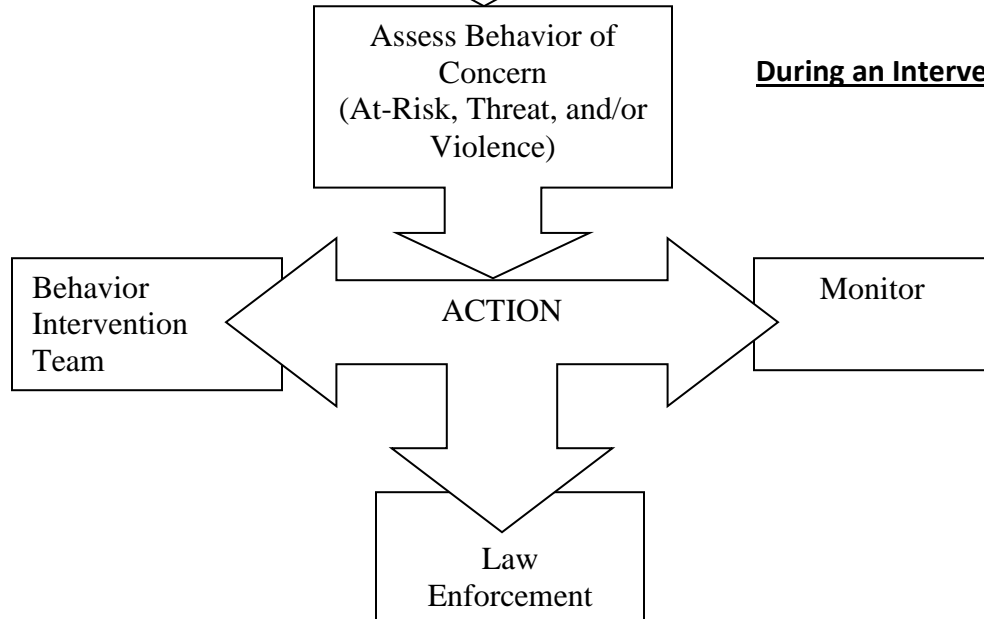 Assess Behavior of
Concern
(At-Risk, Threat, and/or
Violence)
During an Interve
Behavior
Intervention
Team
ACTION
Monitor
Law
Enforcement